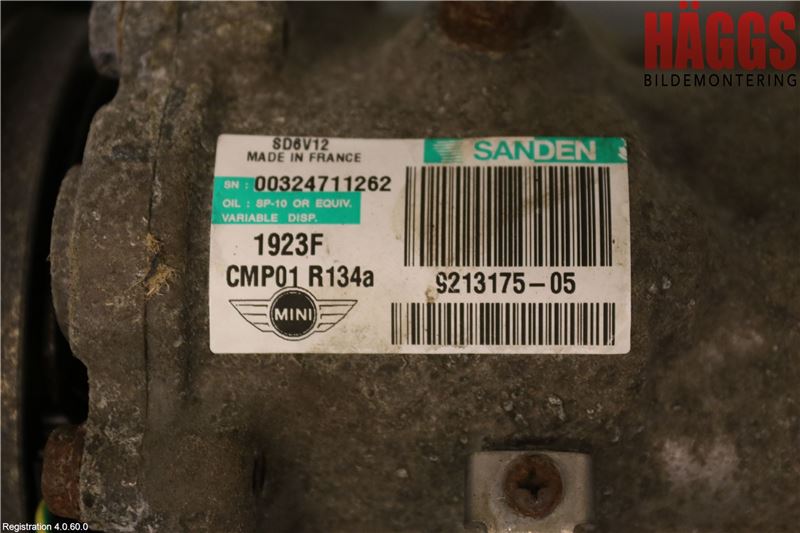 HÄGGS
BILDEMONTERING
SD6V12
MADE IN FRANCE
SANDEN
SN : 00324711262
OIL : SP-10 OR EQUIV.
VARIABLE DISP.
1923F
CMP01 R134a
9213175-05
MINI
Registration 4.0.60.0